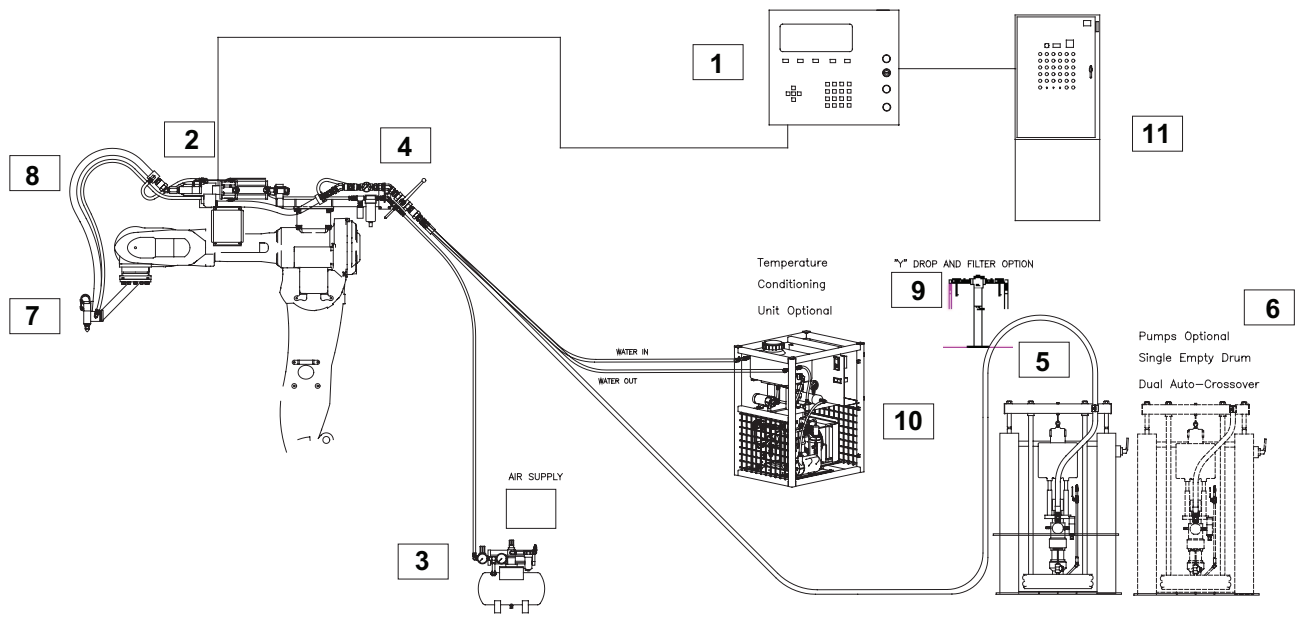 1
2
4
11
8
Temperature
Conditioning
Unit Optional
"Y" DROP AND FILTER OPTION
9
6
7
Pumps Optional
Single Empty Drum
Dual Auto-Crossover
5
WATER IN
WATER OUT
10
AIR SUPPLY
3